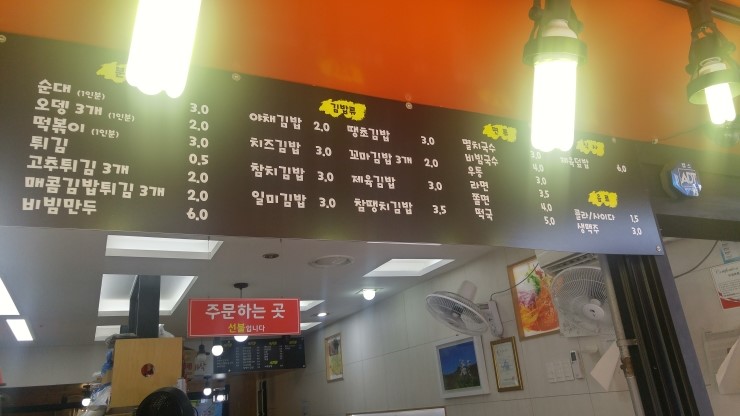 순대 (1인분) 3.0
오뎅 3개 (1인분) 2.0
떡볶이 (1인분) 3.0
튀김 0.5
고추튀김 3개 2.0
매콤김밥튀김 3개 2.0
비빔만두 6.0
김밥류
야채김밥 2.0
치즈김밥 3.0
참치김밥 3.0
일미김밥 3.0
땡초김밥 3.0
꼬마김밥 3개 2.0
제육김밥 3.0
참땡치김밥 3.5
멸치국수
비빔국수
우동 3.0
라면 3.0
쫄면 4.0
떡국 5.0
제육덮밥 6.0
콜라/사이다 1.5
생맥주 3.0
주문하는 곳
선불입니다
캡스
ADT